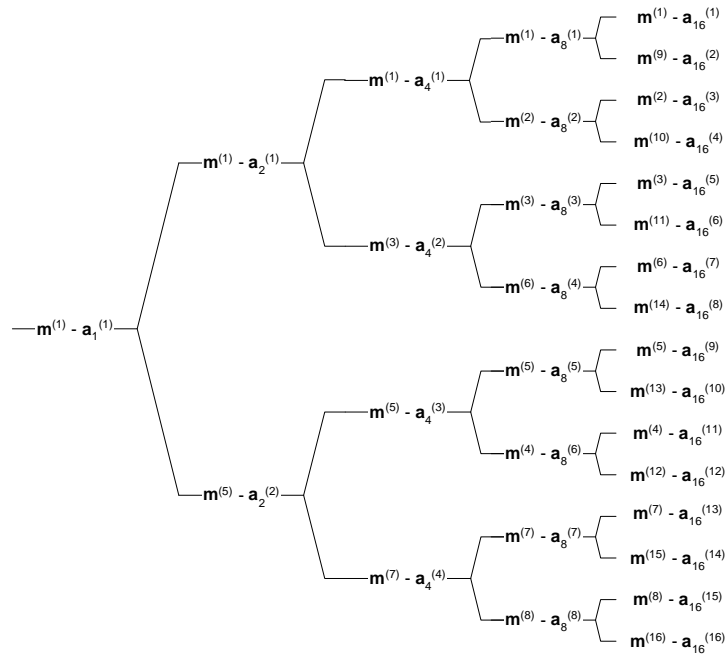 m(1) - a1(1)
m(1) - a2(1)
m(5) - a2(2)
m(1) - a4(1)
m(3) - a4(2)
m(5) - a4(3)
m(7) - a4(4)
m(1) - a8(1)
m(2) - a8(2)
m(3) - a8(3)
m(6) - a8(4)
m(5) - a8(5)
m(4) - a8(6)
m(7) - a8(7)
m(8) - a8(8)
m(1) - a16(1)
m(9) - a16(2)
m(2) - a16(3)
m(10) - a16(4)
m(3) - a16(5)
m(11) - a16(6)
m(6) - a16(7)
m(14) - a16(8)
m(5) - a16(9)
m(13) - a16(10)
m(4) - a16(11)
m(12) - a16(12)
m(7) - a16(13)
m(15) - a16(14)
m(8) - a16(15)
m(16) - a16(16)